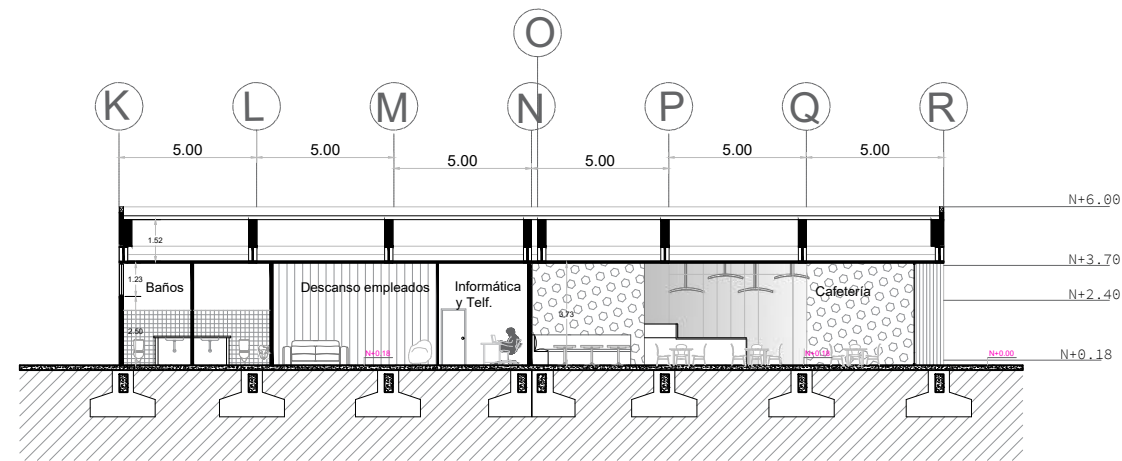 O
K
L
M
N
P
Q
R
5.00
5.00
5.00
5.00
5.00
5.00
N+6.00
1.52
N+3.70
1.23
Baños
Descanso empleados
Informática
y Telf.
Cafetería
N+2.40
3.73
2.50
N+0.18
N+0.18
N+0.00
N+0.18